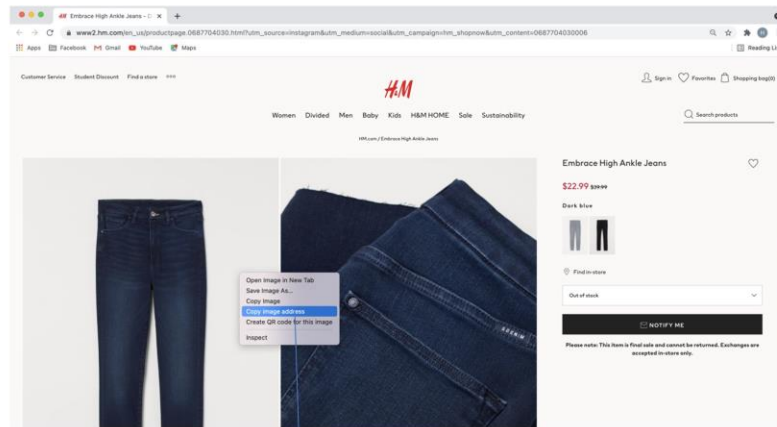 Embrace High Ankle Jeans - D
www2.hm.com/en_us/productpage.0687704030.html?utm_source=instagram&utm_medium=social&utm_campaign=hm_shopnow&utm_content=0687704030006
Apps Facebook Gmail YouTube Maps Reading Li
Customer Service Student Discount Find a store
H&M
Sign in Favorites Shopping bag(0)
Women Divided Men Baby Kids H&M HOME Sale Sustainability
Search products
HM.com / Embrace High Ankle Jeans
Embrace High Ankle Jeans
$22.99 $39.99
Dark blue
Find in-store
Out of stock
NOTIFY ME
Please note: This item is final sale and cannot be returned. Exchanges are
accepted in-store only.
Open Image in New Tab
Save Image As...
Copy Image
Copy Image address
Create QR code for this image
Inspect